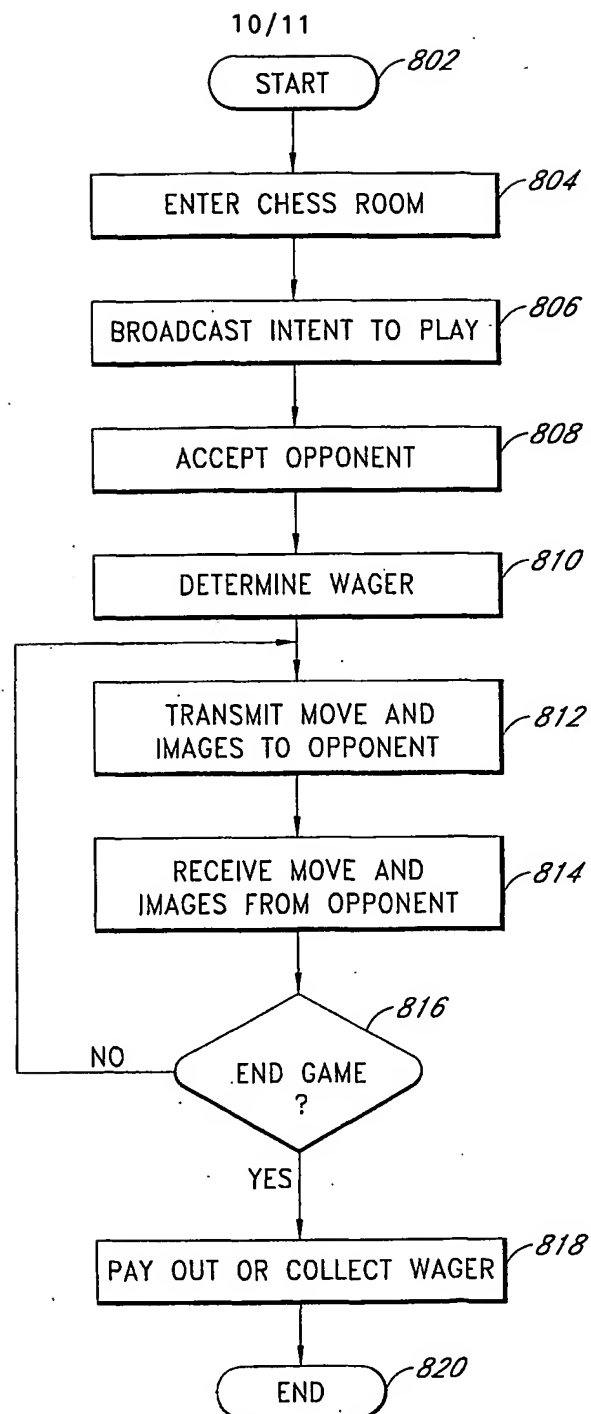 10/11
START
802
ENTER CHESS ROOM
804
BROADCAST INTENT TO PLAY
806
ACCEPT OPPONENT
808
DETERMINE WAGER
810
TRANSMIT MOVE AND
IMAGES TO OPPONENT
812
RECEIVE MOVE AND
IMAGES FROM OPPONENT
814
816
NO
END GAME
?
YES
PAY OUT OR COLLECT WAGER
818
END
820